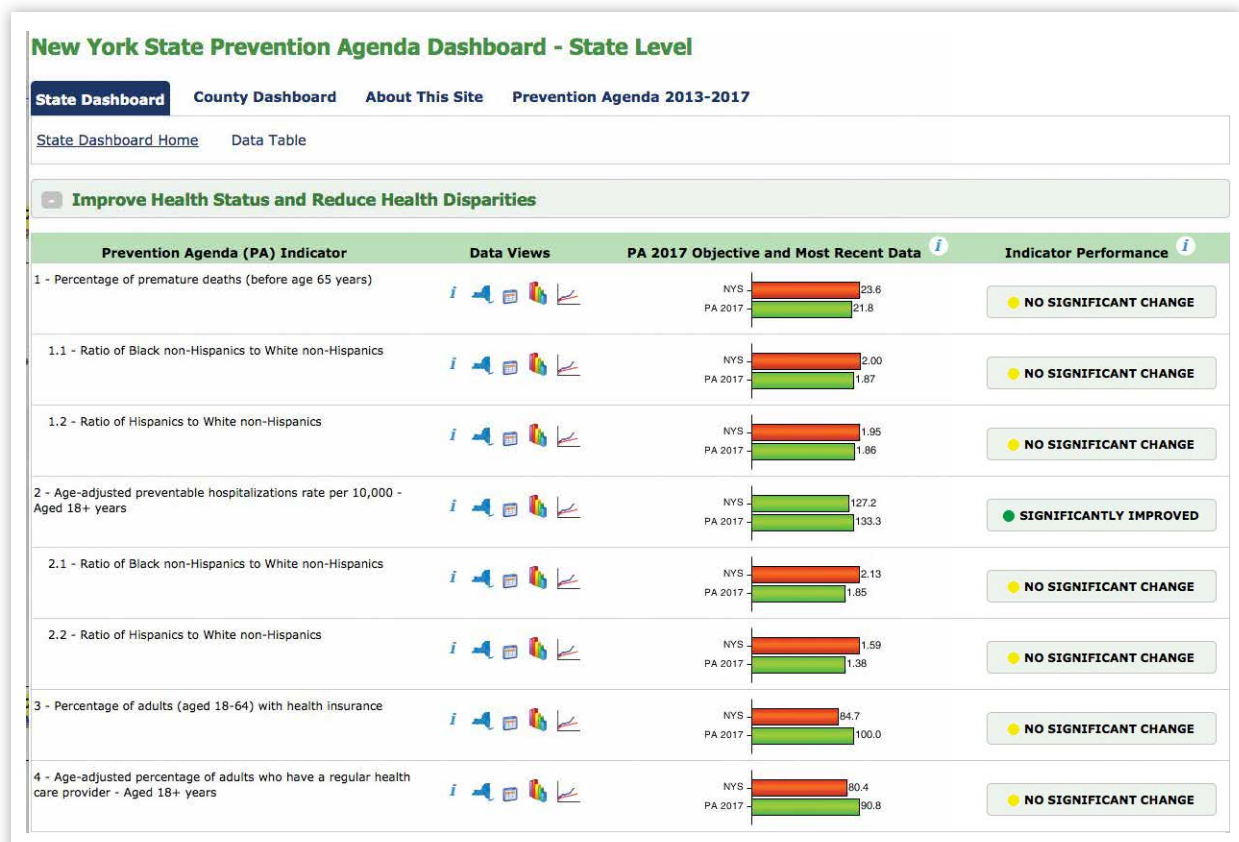 New York State Prevention Agenda Dashboard - State Level
State Dashboard County Dashboard About This Site Prevention Agenda 2013-2017
State Dashboard Home Data Table
- Improve Health Status and Reduce Health Disparities
Prevention Agenda (PA) Indicator Data Views PA 2017 Objective and Most Recent Data i Indicator Performance i
1 - Percentage of premature deaths (before age 65 years)
i
NYS 23.6
PA 2017 21.8
NO SIGNIFICANT CHANGE
1.1 - Ratio of Black non-Hispanics to White non-Hispanics
i
NYS 2.00
PA 2017 1.87
NO SIGNIFICANT CHANGE
1.2 - Ratio of Hispanics to White non-Hispanics
i
NYS 1.95
PA 2017 1.86
NO SIGNIFICANT CHANGE
2 - Age-adjusted preventable hospitalizations rate per 10,000 -
Aged 18+ years
i
NYS 127.2
PA 2017 133.3
SIGNIFICANTLY IMPROVED
2.1 - Ratio of Black non-Hispanics to White non-Hispanics
i
NYS 2.13
PA 2017 1.85
NO SIGNIFICANT CHANGE
2.2 - Ratio of Hispanics to White non-Hispanics
i
NYS 1.59
PA 2017 1.38
NO SIGNIFICANT CHANGE
3 - Percentage of adults (aged 18-64) with health insurance
i
NYS 84.7
PA 2017 100.0
NO SIGNIFICANT CHANGE
4 - Age-adjusted percentage of adults who have a regular health
care provider - Aged 18+ years
i
NYS 80.4
PA 2017 90.8
NO SIGNIFICANT CHANGE